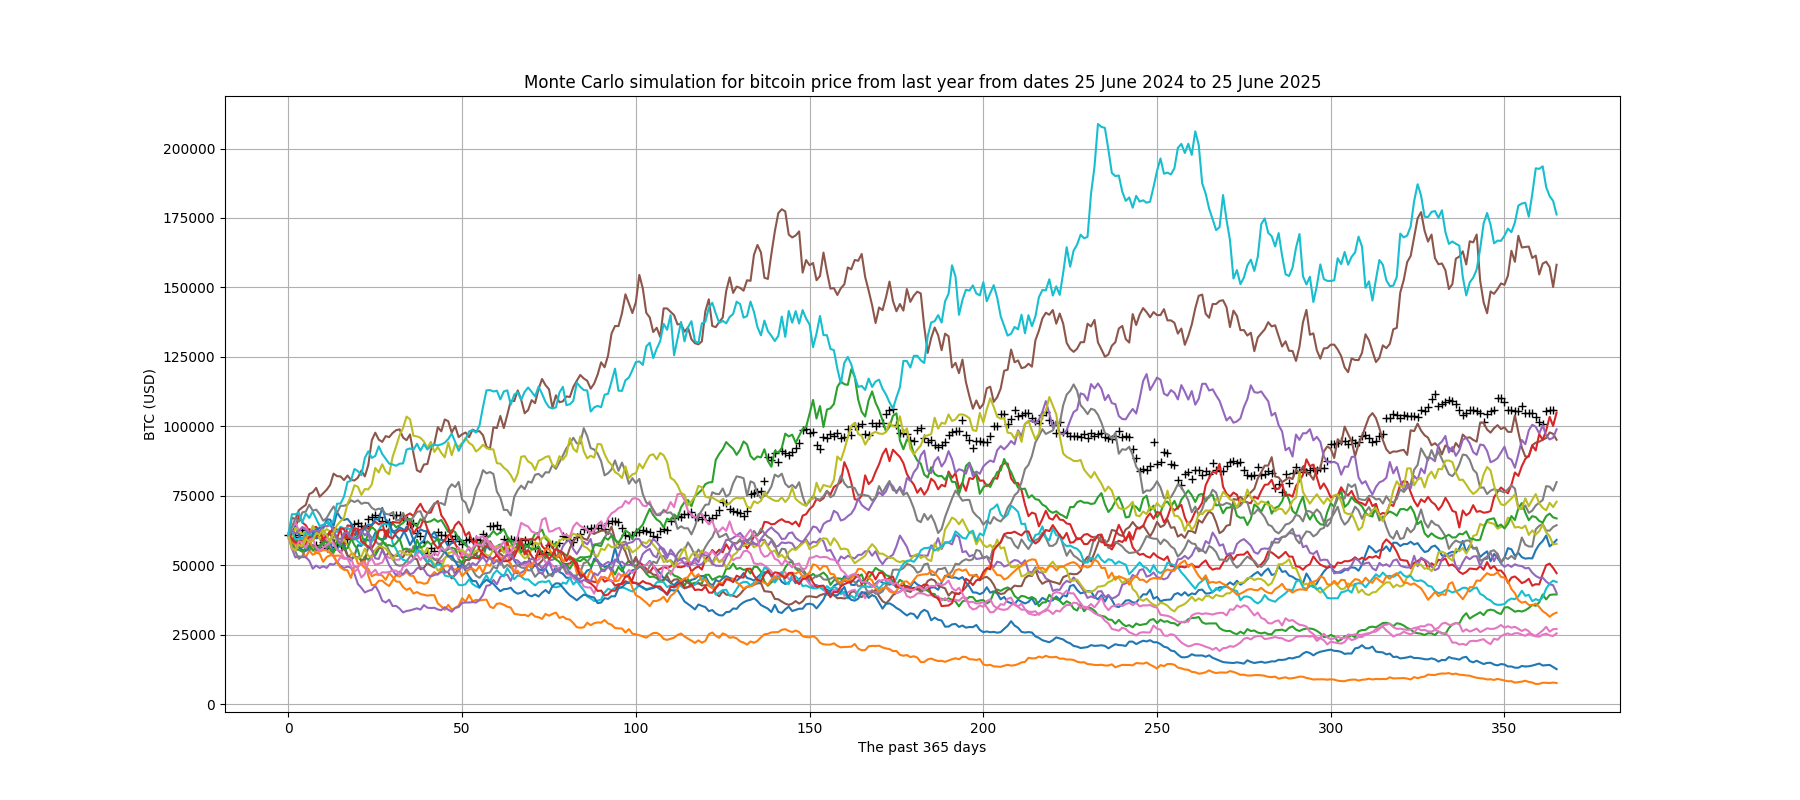 Monte Carlo simulation for bitcoin price from last year from dates 25 June 2024 to 25 June 2025
200000
175000
150000
125000
100000
75000
50000
25000
0
BTC (USD)
0 50 100 150 200 250 300 350
The past 365 days